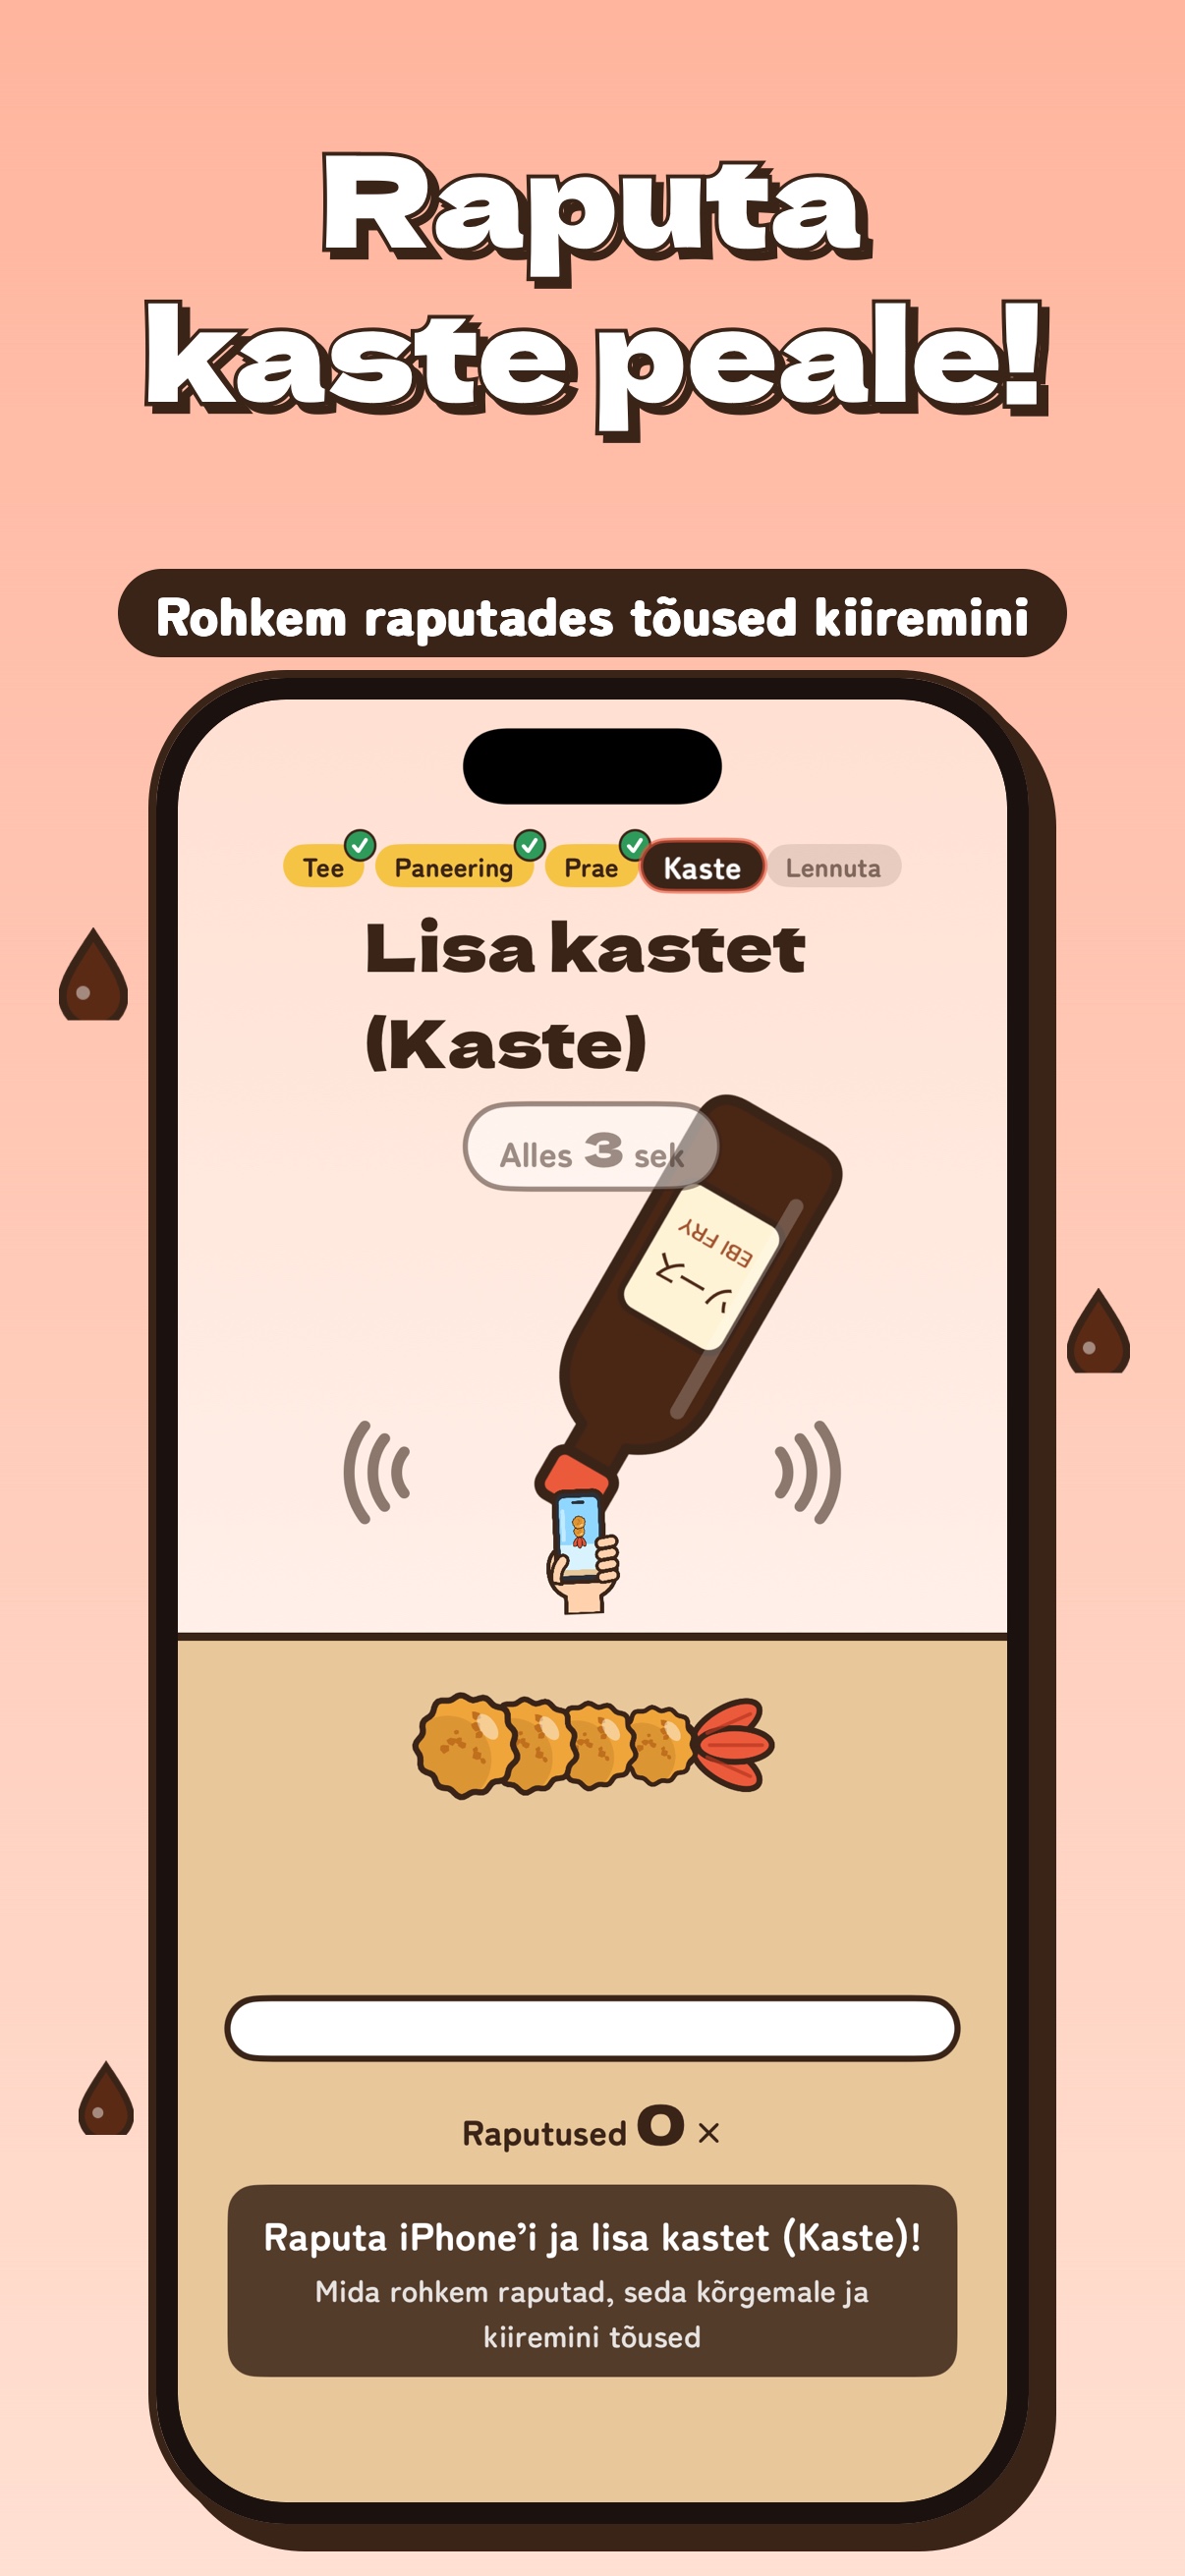 Raputa
kaste peale!
Rohkem raputades tõused kiiremini
Tee Paneering Prae Kaste Lennuta
Lisa kastet
(Kaste)
Alles 3 sek
EBI FRY
ソース
Raputused 0 ×
Raputa iPhone’i ja lisa kastet (Kaste)!
Mida rohkem raputad, seda kõrgemale ja
kiiremini tõused